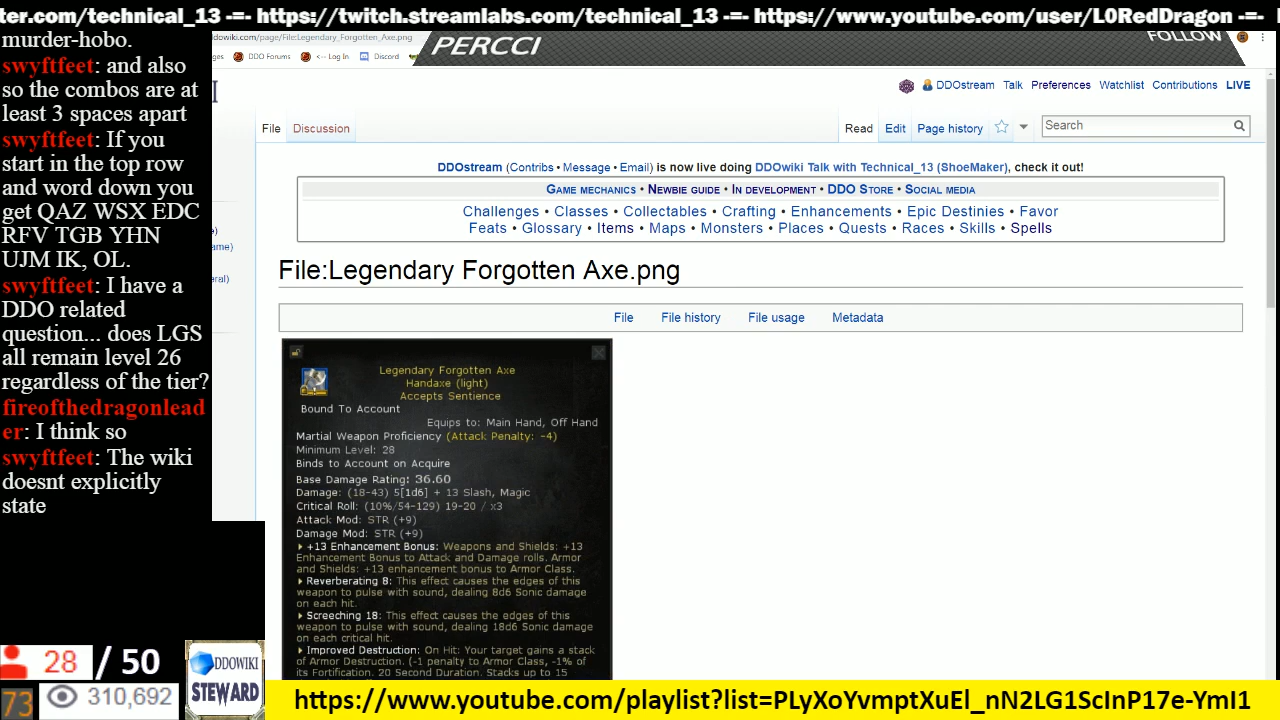 ter.com/technical_13 -=- https://twitch.streamlabs.com/technical_13 -=- https://www.youtube.com/user/L0RedDragon -=-
murder-hobo.
swyftfeet: and also
so the combos are at
least 3 spaces apart
swyftfeet: If you
start in the top row
and word down you
get QAZ WSX EDC
RFV TGB YHN
UJM IK, OL.
swyftfeet: I have a
DDO related
question... does LGS
all remain level 26
regardless of the tier?
fireofthedragonlead
er: I think so
swyftfeet: The wiki
doesnt explicitly
state
ddowiki.com/page/File:Legendary_Forgotten_Axe.png
PERCCI
FOLLOW
ges DDO Forums <-- Log In Discord
DDOstream Talk Preferences Watchlist Contributions LIVE
File Discussion
Read Edit Page history Search
DDOstream (Contribs • Message • Email) is now live doing DDOwiki Talk with Technical_13 (ShoeMaker), check it out!
Game mechanics • Newbie guide • In development • DDO Store • Social media
Challenges • Classes • Collectables • Crafting • Enhancements • Epic Destinies • Favor
Feats • Glossary • Items • Maps • Monsters • Places • Quests • Races • Skills • Spells
ame)
eral)
File:Legendary Forgotten Axe.png
File File history File usage Metadata
Legendary Forgotten Axe
Handaxe (light)
Accepts Sentience
Bound To Account
Equips to: Main Hand, Off Hand
Martial Weapon Proficiency (Attack Penalty: -4)
Minimum Level: 28
Binds to Account on Acquire
Base Damage Rating: 36.60
Damage: (18-43) 5[1d6] + 13 Slash, Magic
Critical Roll: (10%/54-129) 19-20 / x3
Attack Mod: STR (+9)
Damage Mod: STR (+9)
+13 Enhancement Bonus: Weapons and Shields: +13
Enhancement Bonus to Attack and Damage rolls. Armor
and Shields: +13 enhancement bonus to Armor Class.
Reverberating 8: This effect causes the edges of this
weapon to pulse with sound, dealing 8d6 Sonic damage
on each hit.
Screeching 18: This effect causes the edges of this
weapon to pulse with sound, dealing 18d6 Sonic damage
on each critical hit.
Improved Destruction: On Hit: Your target gains a stack
of Armor Destruction. (-1 penalty to Armor Class, -1% of
its Fortification. 20 Second Duration. Stacks up to 15
28 / 50
73 310,692
DDOWIKI
STEWARD
https://www.youtube.com/playlist?list=PLyXoYvmptXuEl_nN2LG1ScInP17e-YmI1